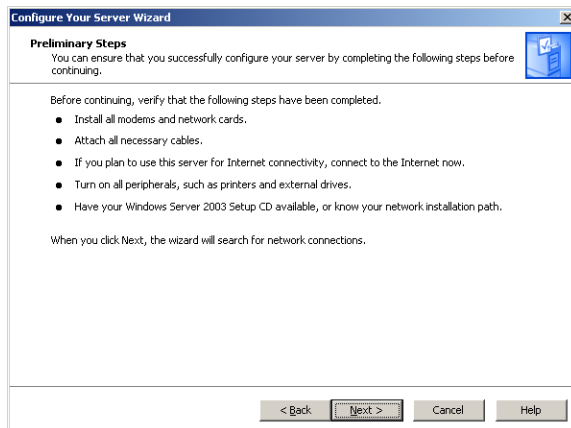 Configure Your Server Wizard
Preliminary Steps
You can ensure that you successfully configure your server by completing the following steps before
continuing.
Before continuing, verify that the following steps have been completed.
● Install all modems and network cards.
● Attach all necessary cables.
● If you plan to use this server for Internet connectivity, connect to the Internet now.
● Turn on all peripherals, such as printers and external drives.
● Have your Windows Server 2003 Setup CD available, or know your network installation path.
When you click Next, the wizard will search for network connections.
< Back Next > Cancel Help